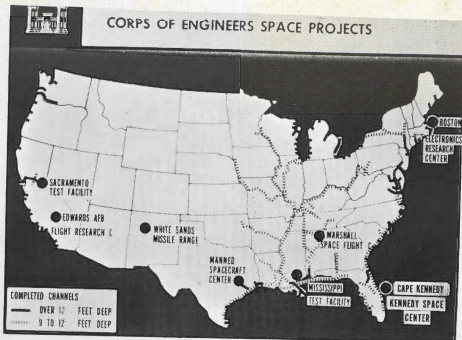 CORPS OF ENGINEERS SPACE PROJECTS
BOSTON
ELECTRONICS
RESEARCH
CENTER
SACRAMENTO
TEST FACILITY
EDWARDS AFB
FLIGHT RESEARCH C
WHITE SANDS
MISSILE RANGE
MARSHALL
SPACE FLIGHT C
MANNED
SPACECRAFT
CENTER
MISSISSIPPI
TEST FACILITY
CAPE KENNEDY
KENNEDY SPACE
CENTER
COMPLETED CHANNELS
OVER 12 FEET DEEP
9 TO 12 FEET DEEP